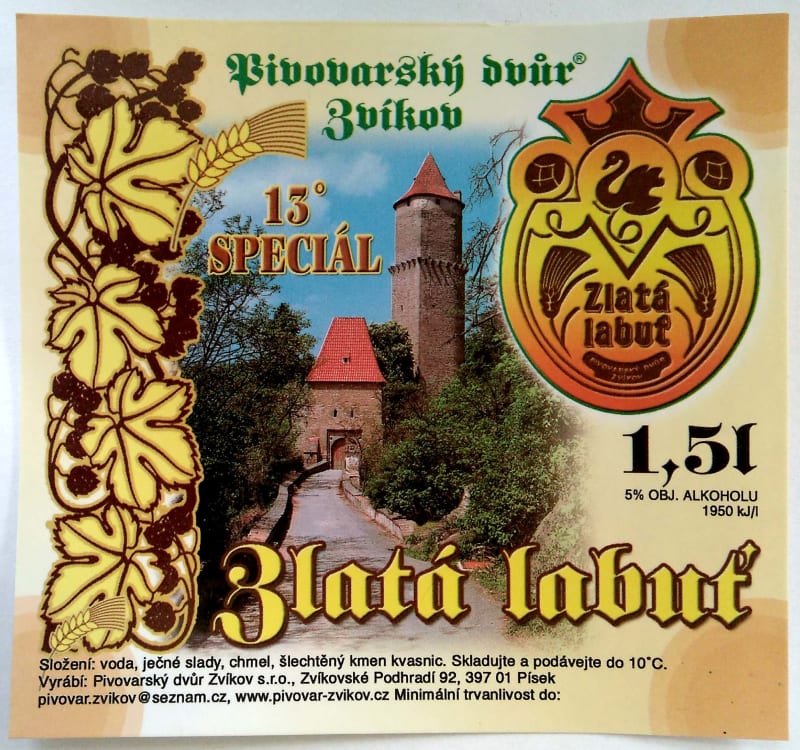 Pivovarský dvůr®
Zvíkov
13°
SPECIÁL
Zlatá
labuť
PIVOVARSKÝ DVŮR
ZVÍKOV
1,5l
5% OBJ. ALKOHOLU
1950 kJ/l
Zlatá labuť
Složení: voda, ječné slady, chmel, šlechtěný kmen kvasnic. Skladujte a podávejte do 10°C.
Vyrábí: Pivovarský dvůr Zvíkov s.r.o., Zvíkovské Podhradí 92, 397 01 Písek
pivovar.zvikov@seznam.cz, www.pivovar-zvikov.cz Minimální trvanlivost do: